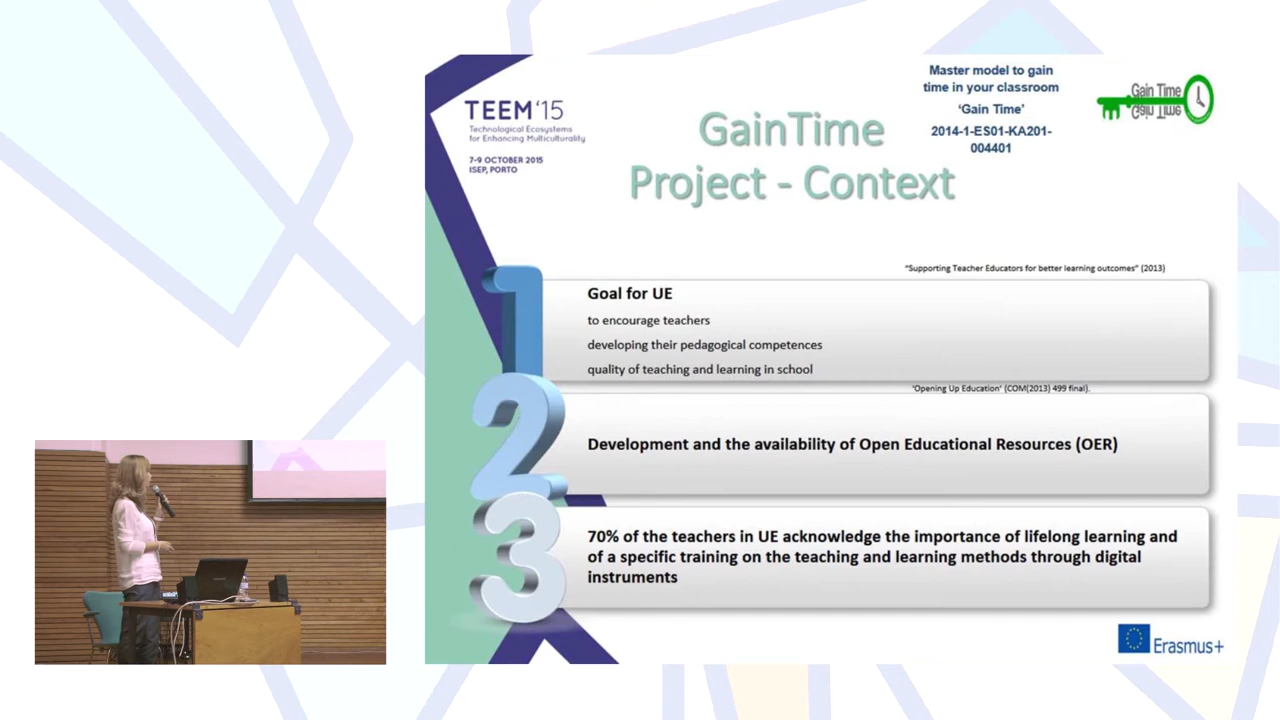 TEEM'15
Technological Ecosystems
for Enhancing Multiculturality
7-9 OCTOBER 2015
ISEP, PORTO
GainTime
Project - Context
Master model to gain
time in your classroom
'Gain Time'
2014-1-ES01-KA201-
004401
Gain Time
Gain Time
"Supporting Teacher Educators for better learning outcomes" (2013)
1
Goal for UE
to encourage teachers
developing their pedagogical competences
quality of teaching and learning in school
'Opening Up Education' (COM(2013) 499 final).
2
Development and the availability of Open Educational Resources (OER)
3
70% of the teachers in UE acknowledge the importance of lifelong learning and
of a specific training on the teaching and learning methods through digital
instruments
Erasmus+